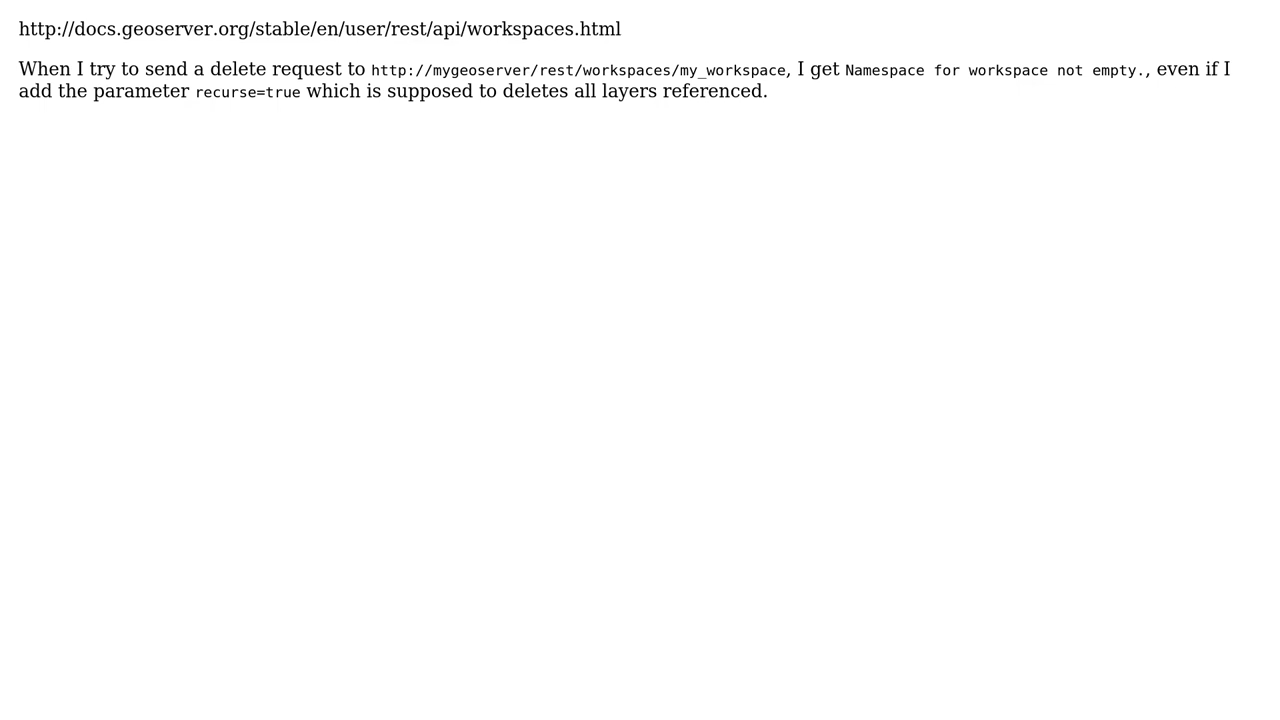 http://docs.geoserver.org/stable/en/user/rest/api/workspaces.html
When I try to send a delete request to http://mygeoserver/rest/workspaces/my_workspace, I get Namespace for workspace not empty., even if I
add the parameter recurse=true which is supposed to deletes all layers referenced.